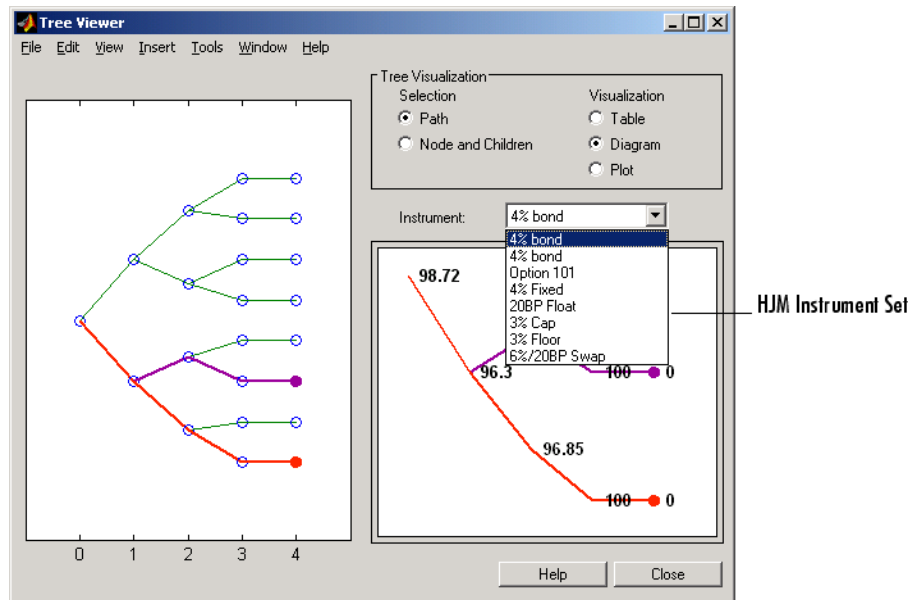 Tree Viewer
File Edit View Insert Tools Window Help
Tree Visualization
Selection Visualization
Path Table
Node and Children Diagram
Plot
Instrument: 4% bond
4% bond
4% bond
Option 101
4% Fixed
20BP Float
3% Cap
3% Floor
6%/20BP Swap
HJM Instrument Set
98.72
96.3 100 0
96.85
100 0
0 1 2 3 4
Help Close